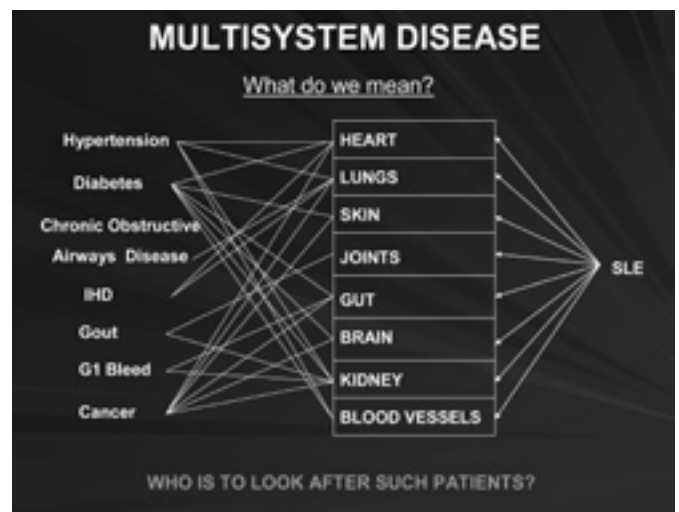 MULTISYSTEM DISEASE
What do we mean?
Hypertension
Diabetes
Chronic Obstructive
Airways Disease
IHD
Gout
G1 Bleed
Cancer
HEART
LUNGS
SKIN
JOINTS
GUT
BRAIN
KIDNEY
BLOOD VESSELS
SLE
WHO IS TO LOOK AFTER SUCH PATIENTS?